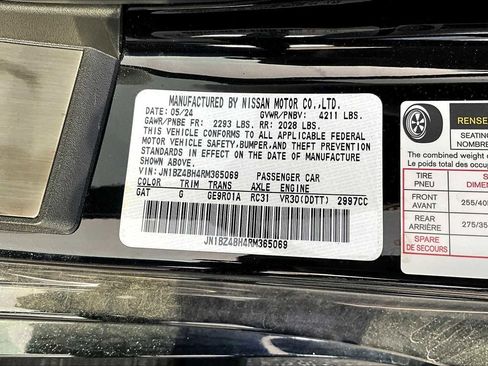 MANUFACTURED BY NISSAN MOTOR CO.,LTD.
DATE: 05/24 GVWR/PNBV: 4211 LBS.
GAWR/PNBE FR: 2293 LBS. RR: 2028 LBS.
THIS VEHICLE CONFORMS TO ALL APPLICABLE FEDERAL
MOTOR VEHICLE SAFETY,BUMPER,AND THEFT PREVENTION
STANDARDS IN EFFECT ON THE DATE OF MANUFACTURE
SHOWN ABOVE.
VIN: JN1BZ4BH4RM365069 PASSENGER CAR
COLOR TRIM TRANS AXLE ENGINE
GAT G GE9R01A RC31 VR30(DDTT) 2997CC
JN1BZ4BH4RM365069
RENSE
SEATING
NOMBRE
The combined weight o
Le poids total des
TIRE
PNEU
S
DIMEN
FRONT
AVANT
255/40
REAR
ARRIÈRE
275/35
SPARE
DE SECOURS